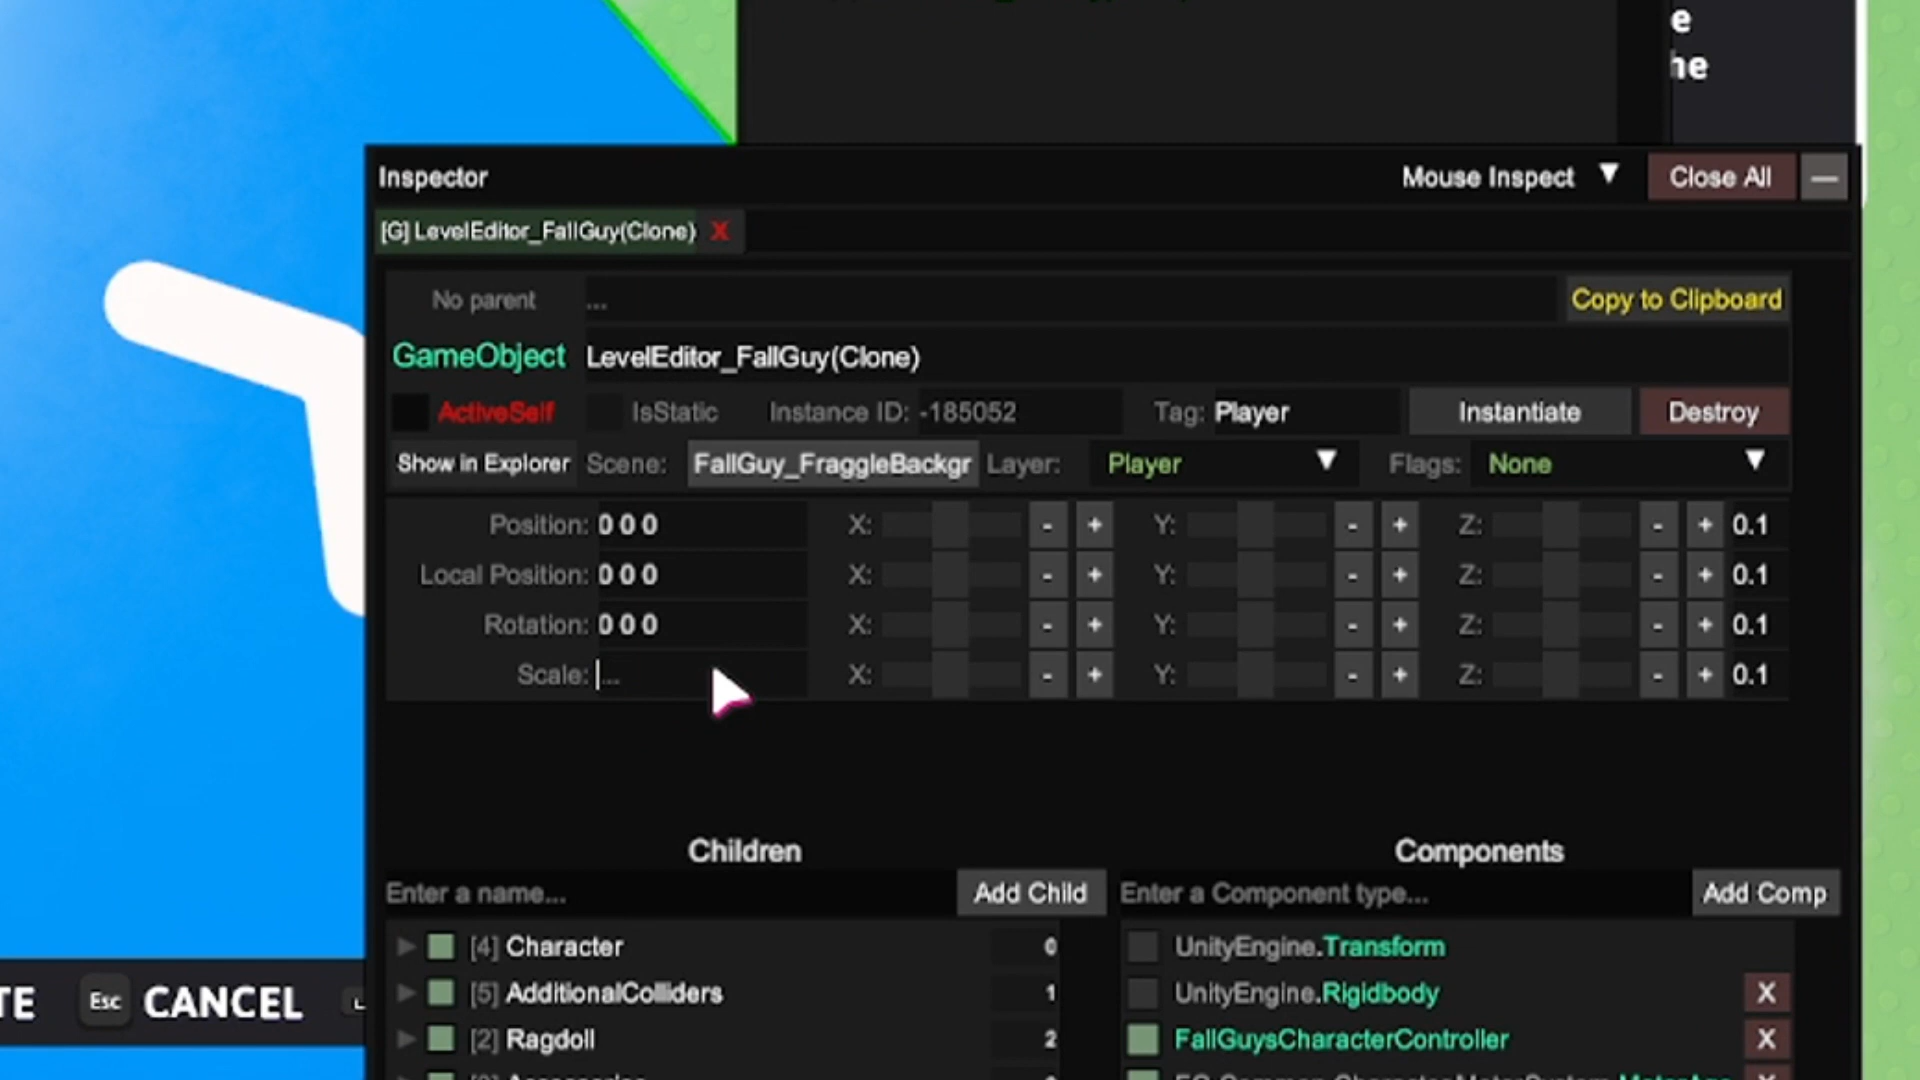 e
he
Inspector
Mouse Inspect ▼ Close All —
[G] LevelEditor_FallGuy(Clone) X
No parent ... Copy to Clipboard
GameObject LevelEditor_FallGuy(Clone)
ActiveSelf IsStatic Instance ID: -185052 Tag: Player Instantiate Destroy
Show in Explorer Scene: FallGuy_FraggleBackgr Layer: Player ▼ Flags: None ▼
Position: 0 0 0 X: - + Y: - + Z: - + 0.1
Local Position: 0 0 0 X: - + Y: - + Z: - + 0.1
Rotation: 0 0 0 X: - + Y: - + Z: - + 0.1
Scale: ... X: - + Y: - + Z: - + 0.1
Children
Enter a name... Add Child
► [4] Character 0
► [5] AdditionalColliders 1
► [2] Ragdoll 2
Components
Enter a Component type... Add Comp
UnityEngine.Transform
UnityEngine.Rigidbody X
FallGuysCharacterController X
TE Esc CANCEL